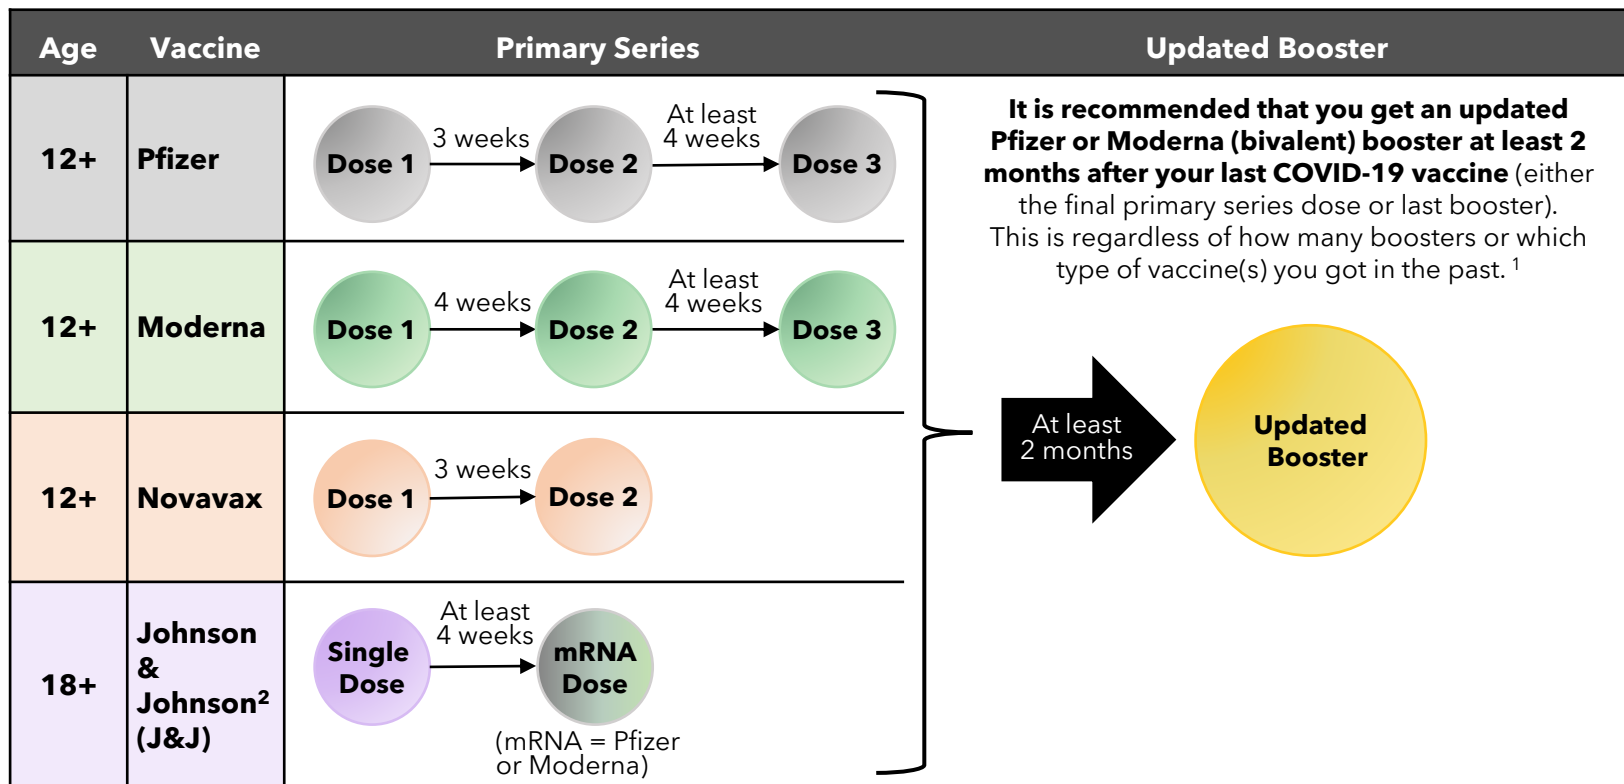 Age Vaccine Primary Series Updated Booster
12+ Pfizer
Dose 1
3 weeks
Dose 2
At least
4 weeks
Dose 3
12+ Moderna
Dose 1
4 weeks
Dose 2
At least
4 weeks
Dose 3
12+ Novavax
Dose 1
3 weeks
Dose 2
18+
Johnson
&
Johnson²
(J&J)
Single
Dose
At least
4 weeks
mRNA
Dose
(mRNA = Pfizer
or Moderna)
It is recommended that you get an updated
Pfizer or Moderna (bivalent) booster at least 2
months after your last COVID-19 vaccine (either
the final primary series dose or last booster).
This is regardless of how many boosters or which
type of vaccine(s) you got in the past. ¹
At least
2 months
Updated
Booster